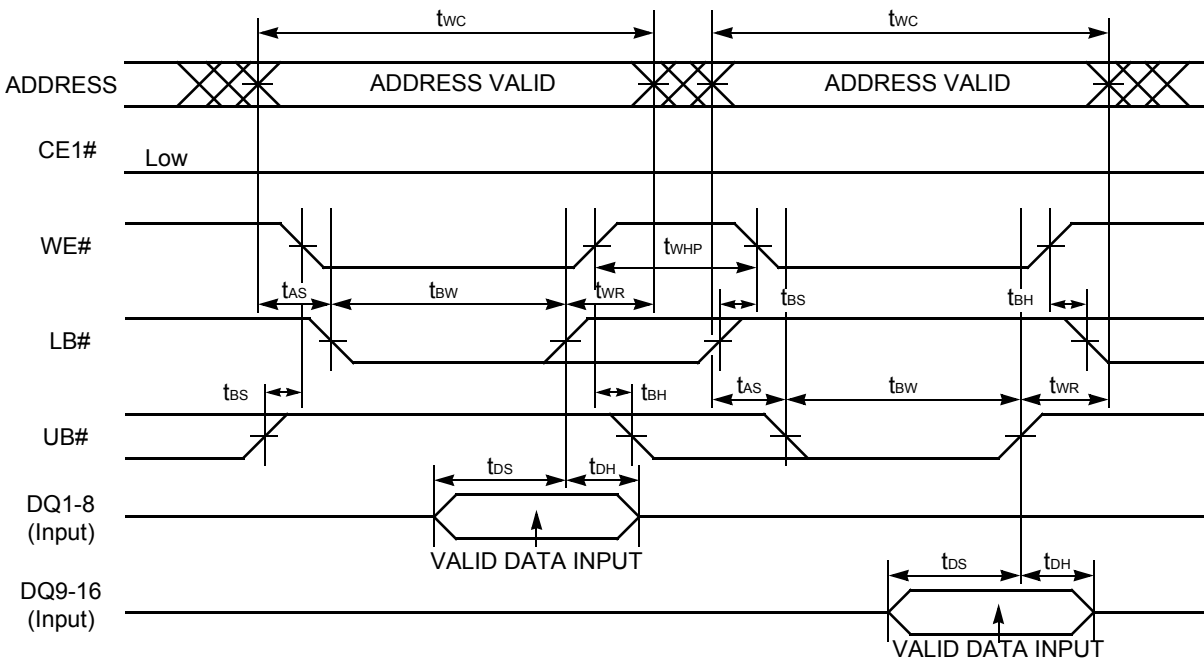 tWC tWC
ADDRESS ADDRESS VALID ADDRESS VALID
CE1# Low
WE# tWHP
tAS tBW tWR tBS tBH
LB#
tBS tBH tAS tBW tWR
UB#
tDS tDH
DQ1-8
(Input)
VALID DATA INPUT
tDS tDH
DQ9-16
(Input)
VALID DATA INPUT